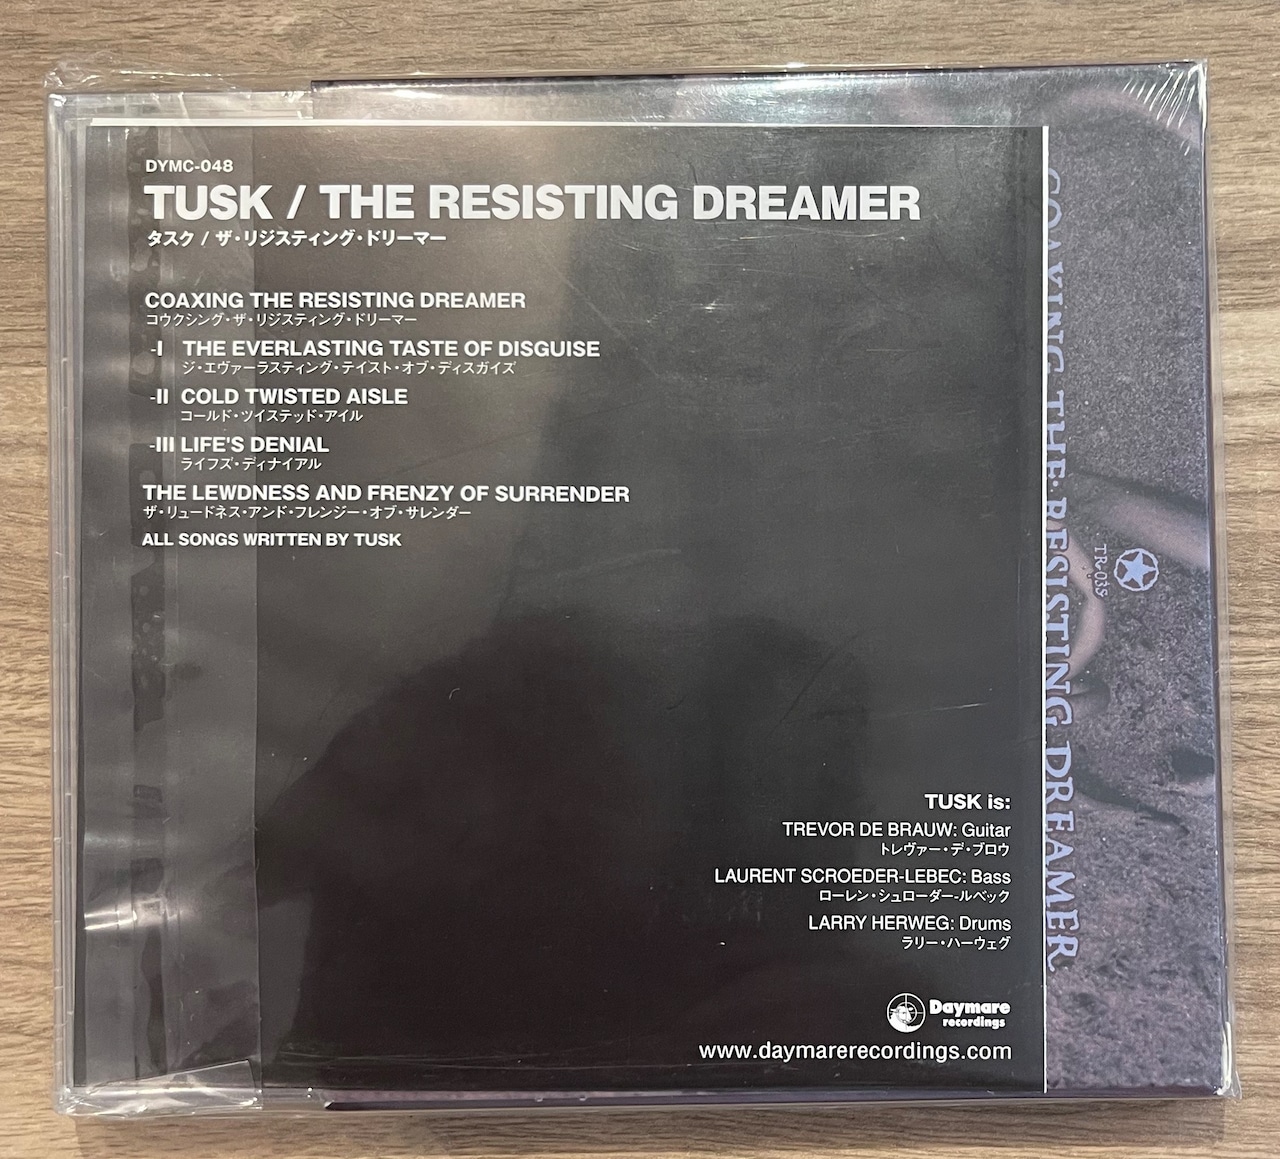 DYMC-048
TUSK / THE RESISTING DREAMER
タスク / ザ・リジスティング・ドリーマー
COAXING THE RESISTING DREAMER
コウクシング・ザ・リジスティング・ドリーマー
-I THE EVERLASTING TASTE OF DISGUISE
ジ・エヴァーラスティング・テイスト・オブ・ディスガイズ
-II COLD TWISTED AISLE
コールド・ツイステッド・アイル
-III LIFE'S DENIAL
ライフズ・ディナイアル
THE LEWDNESS AND FRENZY OF SURRENDER
ザ・リュードネス・アンド・フレンジー・オブ・サレンダー
ALL SONGS WRITTEN BY TUSK
TUSK is:
TREVOR DE BRAUW: Guitar
トレヴァー・デ・ブロウ
LAURENT SCROEDER-LEBEC: Bass
ローレン・シュローダー-ルベック
LARRY HERWEG: Drums
ラリー・ハーウェグ
Daymare
recordings
www.daymarerecordings.com
COAXING THE RESISTING DREAMER
TR-035